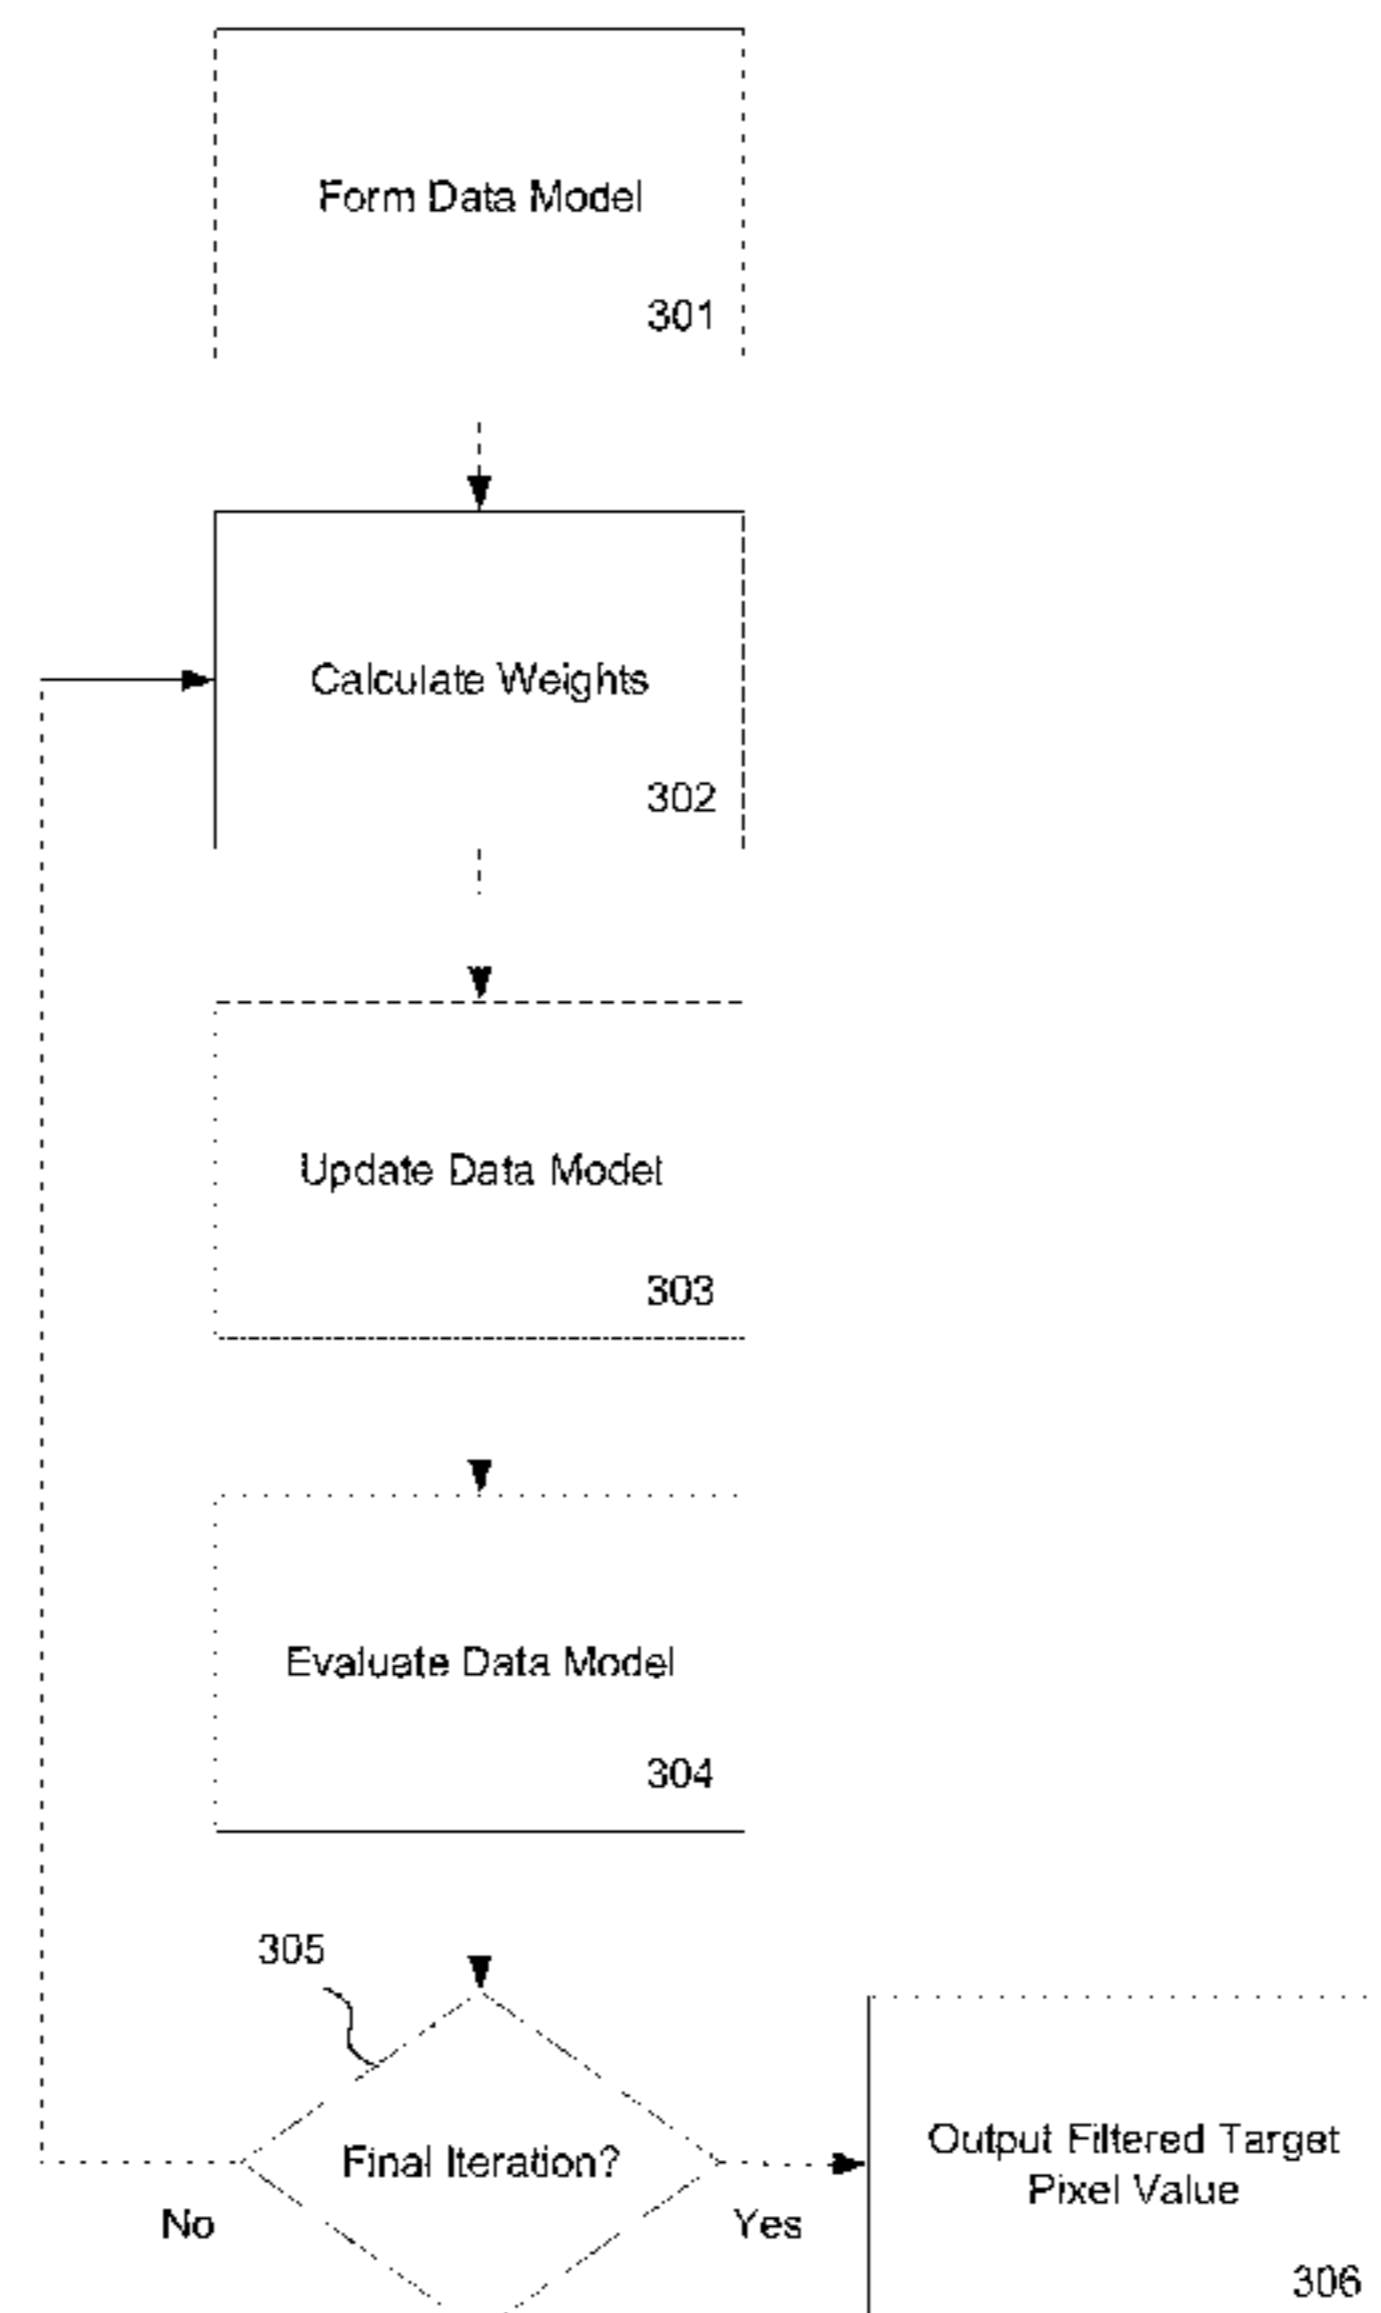 Form Data Model
301
Calculate Weights
302
Update Data Model
303
Evaluate Data Model
304
305
Final Iteration?
No
Yes
Output Filtered Target
Pixel Value
306